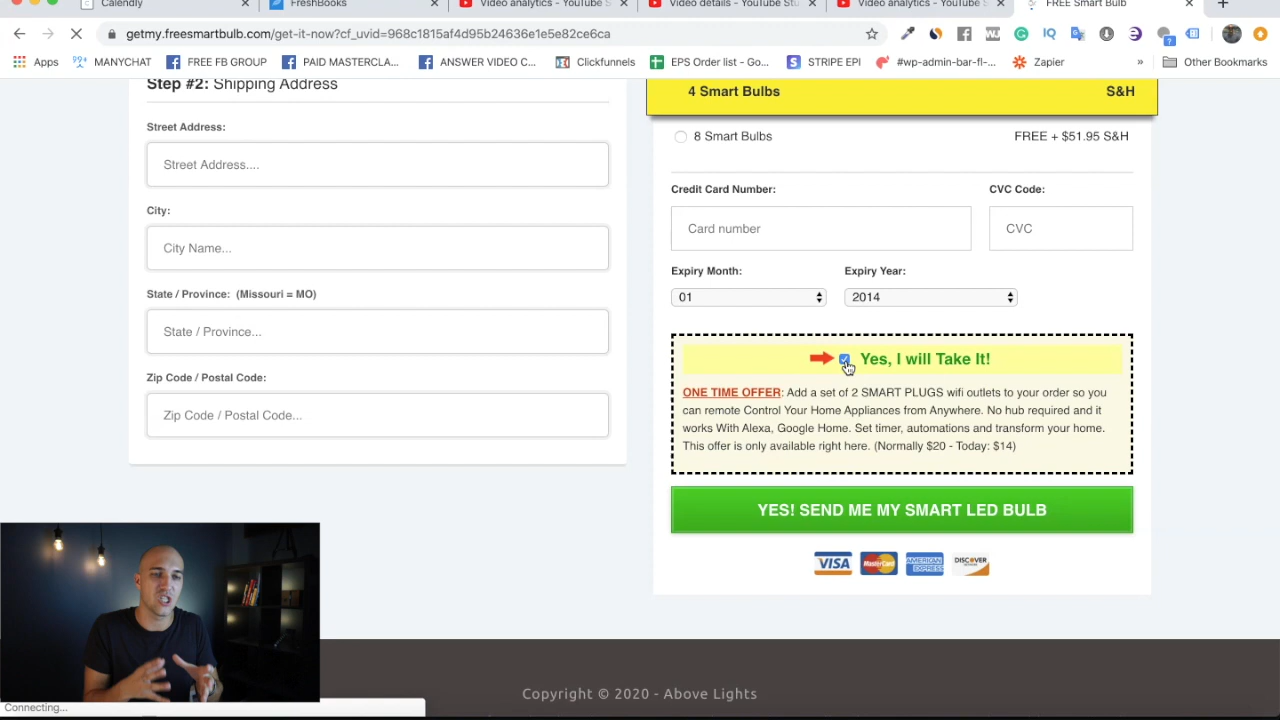 Calendly
FreshBooks
Video analytics - YouTube S
Video details - YouTube Stu
Video analytics - YouTube S
FREE Smart Bulb
getmy.freesmartbulb.com/get-it-now?cf_uvid=968c1815af4d95b24636e1e5e82ce6ca
Apps
MANYCHAT
FREE FB GROUP
PAID MASTERCLA...
ANSWER VIDEO C...
Clickfunnels
EPS Order list - Go...
STRIPE EPI
#wp-admin-bar-fl-...
Zapier
»
Other Bookmarks
Step #2: Shipping Address
Street Address:
Street Address....
City:
City Name...
State / Province: (Missouri = MO)
State / Province...
Zip Code / Postal Code:
Zip Code / Postal Code...
4 Smart Bulbs S&H
8 Smart Bulbs FREE + $51.95 S&H
Credit Card Number: CVC Code:
Card number CVC
Expiry Month: Expiry Year:
01 2014
Yes, I will Take It!
ONE TIME OFFER: Add a set of 2 SMART PLUGS wifi outlets to your order so you
can remote Control Your Home Appliances from Anywhere. No hub required and it
works With Alexa, Google Home. Set timer, automations and transform your home.
This offer is only available right here. (Normally $20 - Today: $14)
YES! SEND ME MY SMART LED BULB
VISA MasterCard AMERICAN EXPRESS DISCOVER
Copyright © 2020 - Above Lights
Connecting...